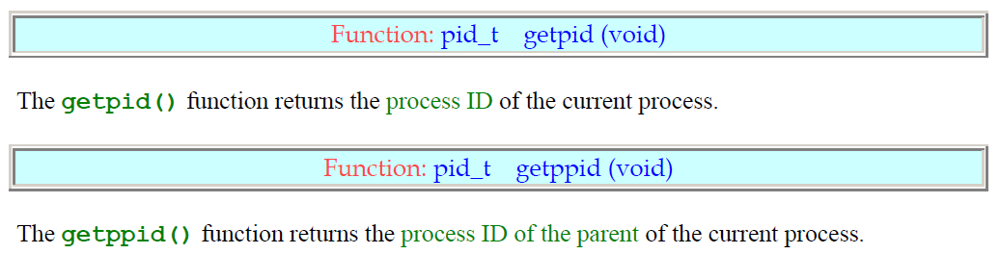 Function: pid_t getpid (void)
The getpid() function returns the process ID of the current process.
Function: pid_t getppid (void)
The getppid() function returns the process ID of the parent of the current process.